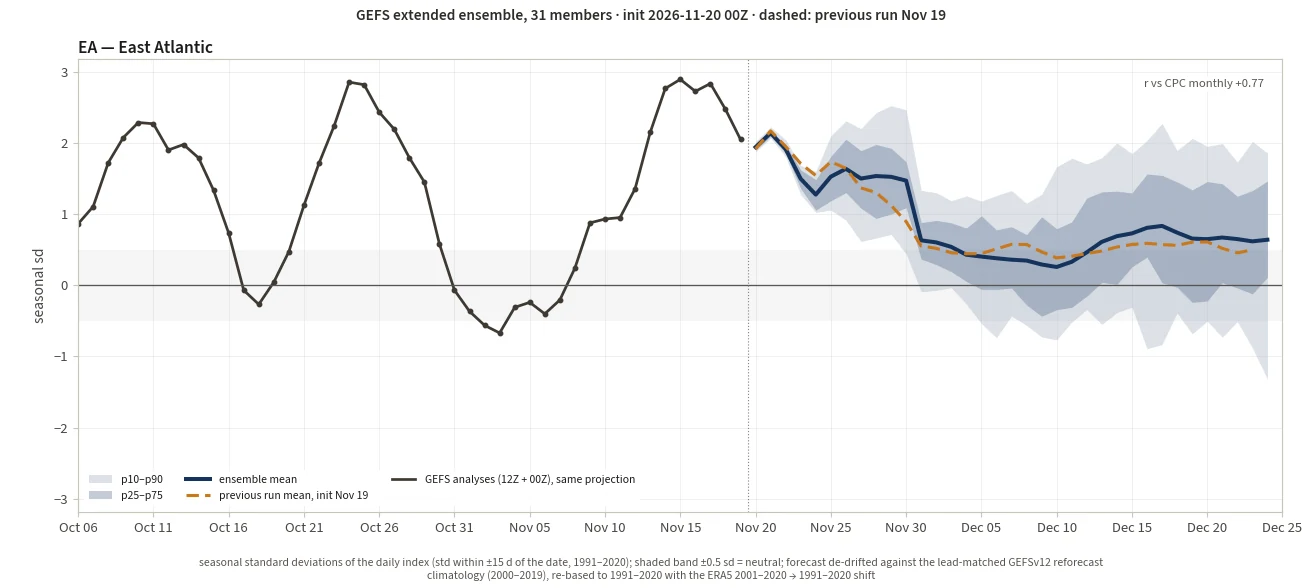 GEFS extended ensemble, 31 members · init 2026-11-20 00Z · dashed: previous run Nov 19
EA — East Atlantic
r vs CPC monthly +0.77
seasonal sd
3
2
1
0
−1
−2
−3
p10–p90
p25–p75
ensemble mean
previous run mean, init Nov 19
GEFS analyses (12Z + 00Z), same projection
Oct 06 Oct 11 Oct 16 Oct 21 Oct 26 Oct 31 Nov 05 Nov 10 Nov 15 Nov 20 Nov 25 Nov 30 Dec 05 Dec 10 Dec 15 Dec 20 Dec 25
seasonal standard deviations of the daily index (std within ±15 d of the date, 1991–2020); shaded band ±0.5 sd = neutral; forecast de-drifted against the lead-matched GEFSv12 reforecast
climatology (2000–2019), re-based to 1991–2020 with the ERA5 2001–2020 → 1991–2020 shift